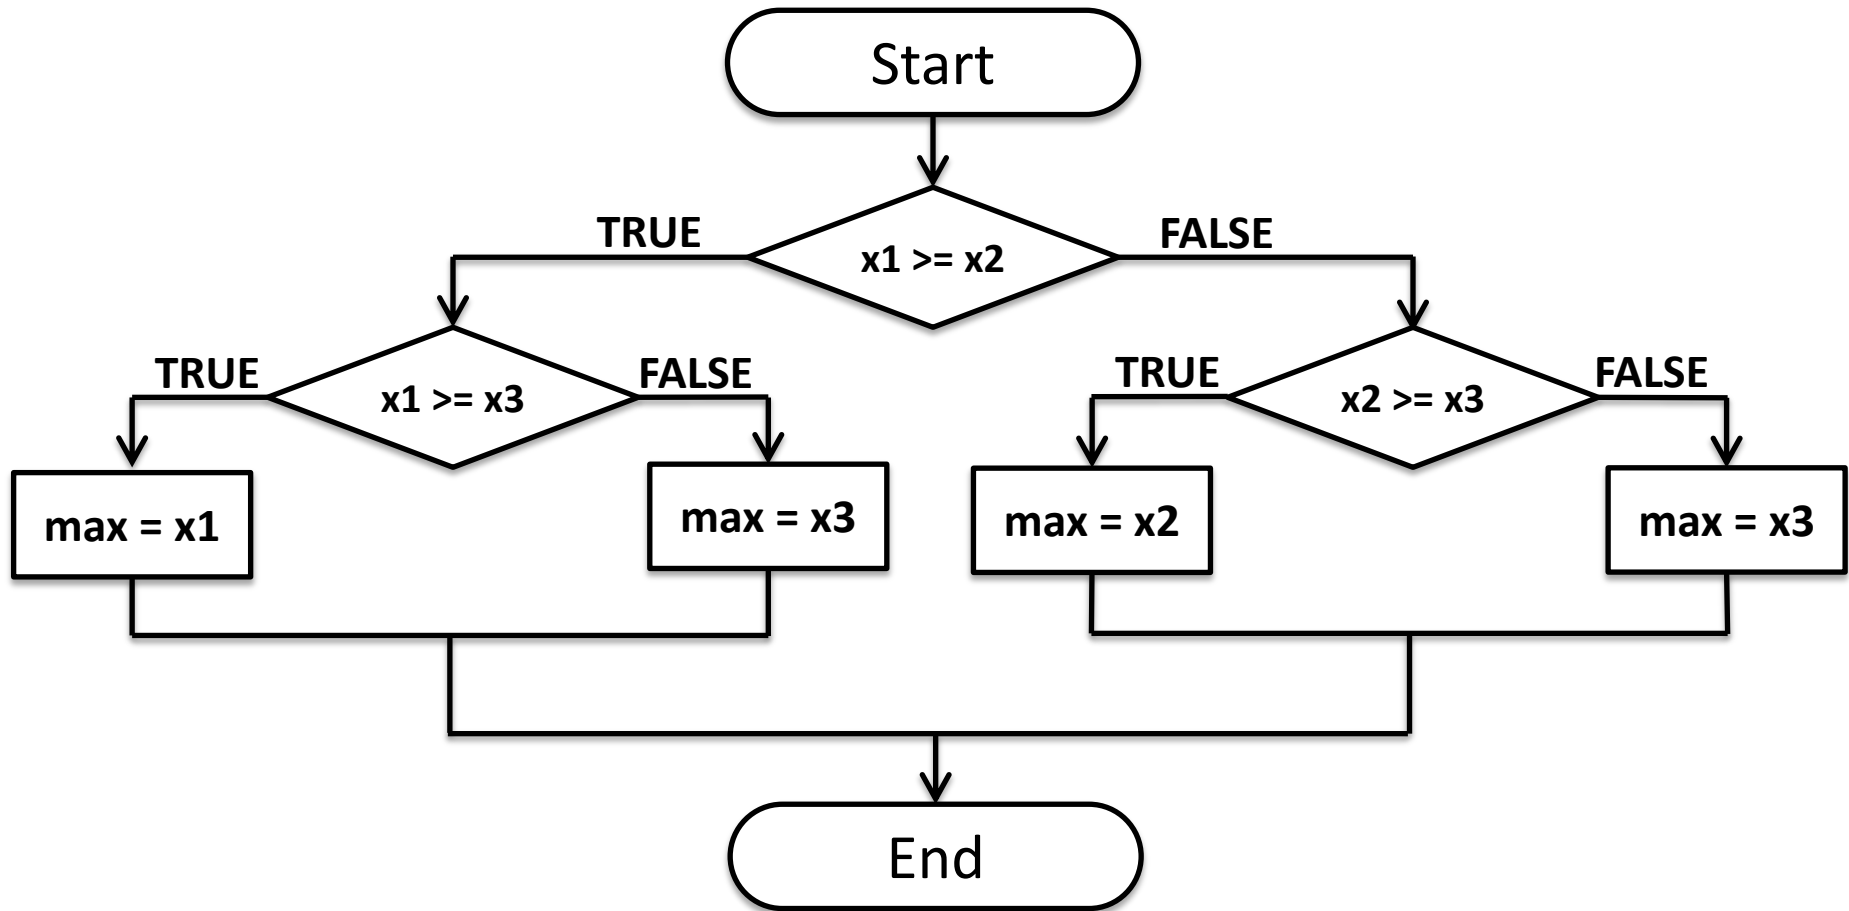 Start
TRUE
x1 >= x2
FALSE
TRUE
x1 >= x3
FALSE
TRUE
x2 >= x3
FALSE
max = x1
max = x3
max = x2
max = x3
End